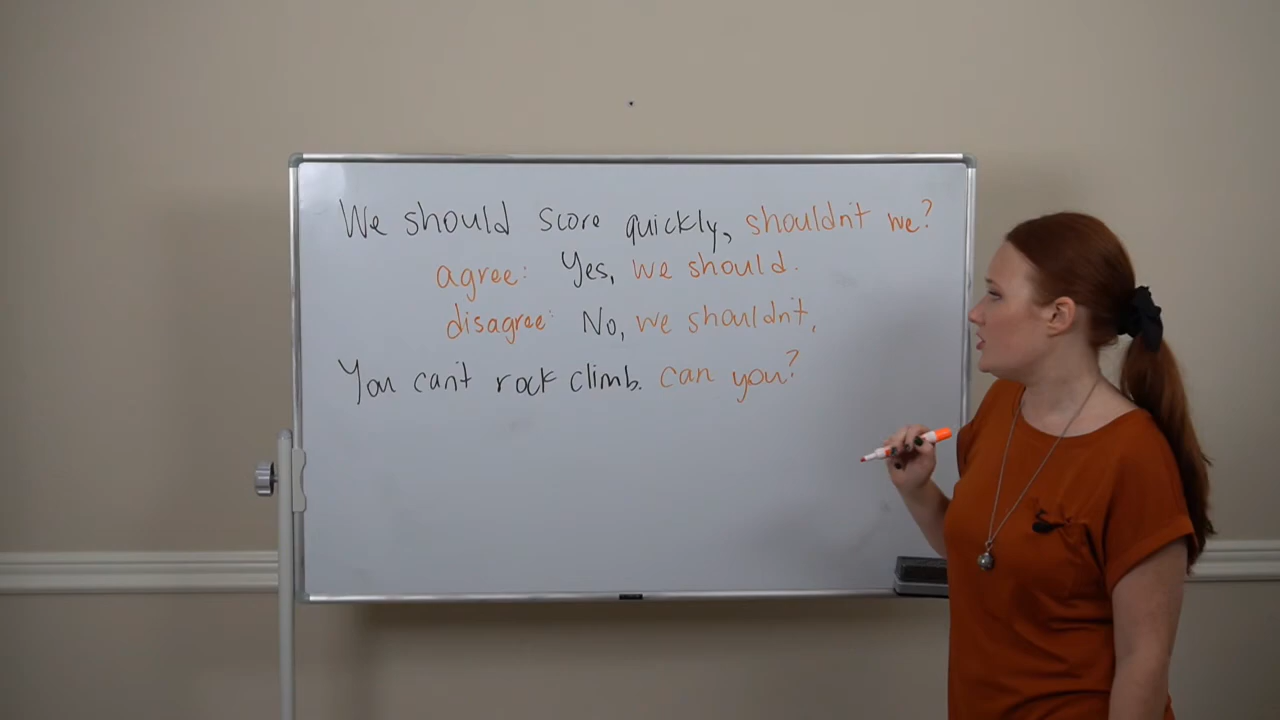 We should score quickly, shouldn't we?
agree: Yes, we should.
disagree: No, we shouldn't.
You can't rock climb. can you?